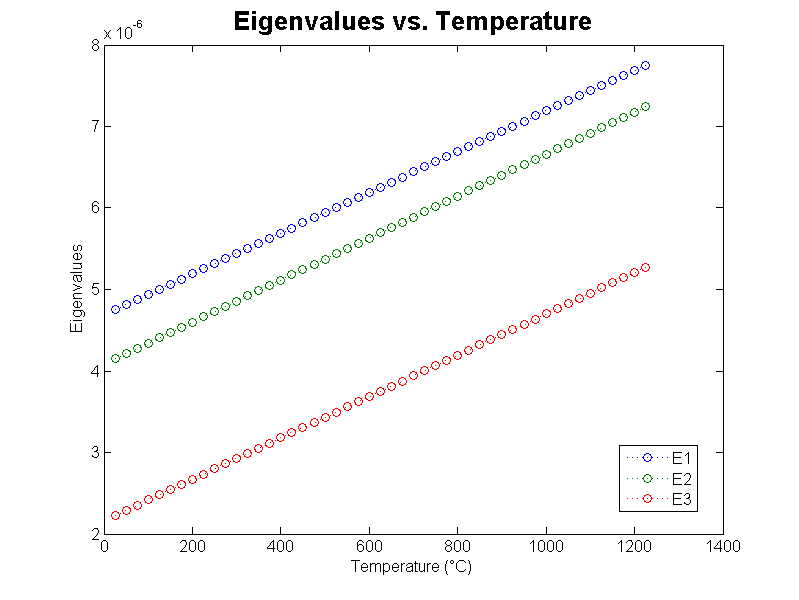 Eigenvalues vs. Temperature
x 10-6
8
7
6
5
4
3
2
Eigenvalues
0 200 400 600 800 1000 1200 1400
Temperature (°C)
E1
E2
E3